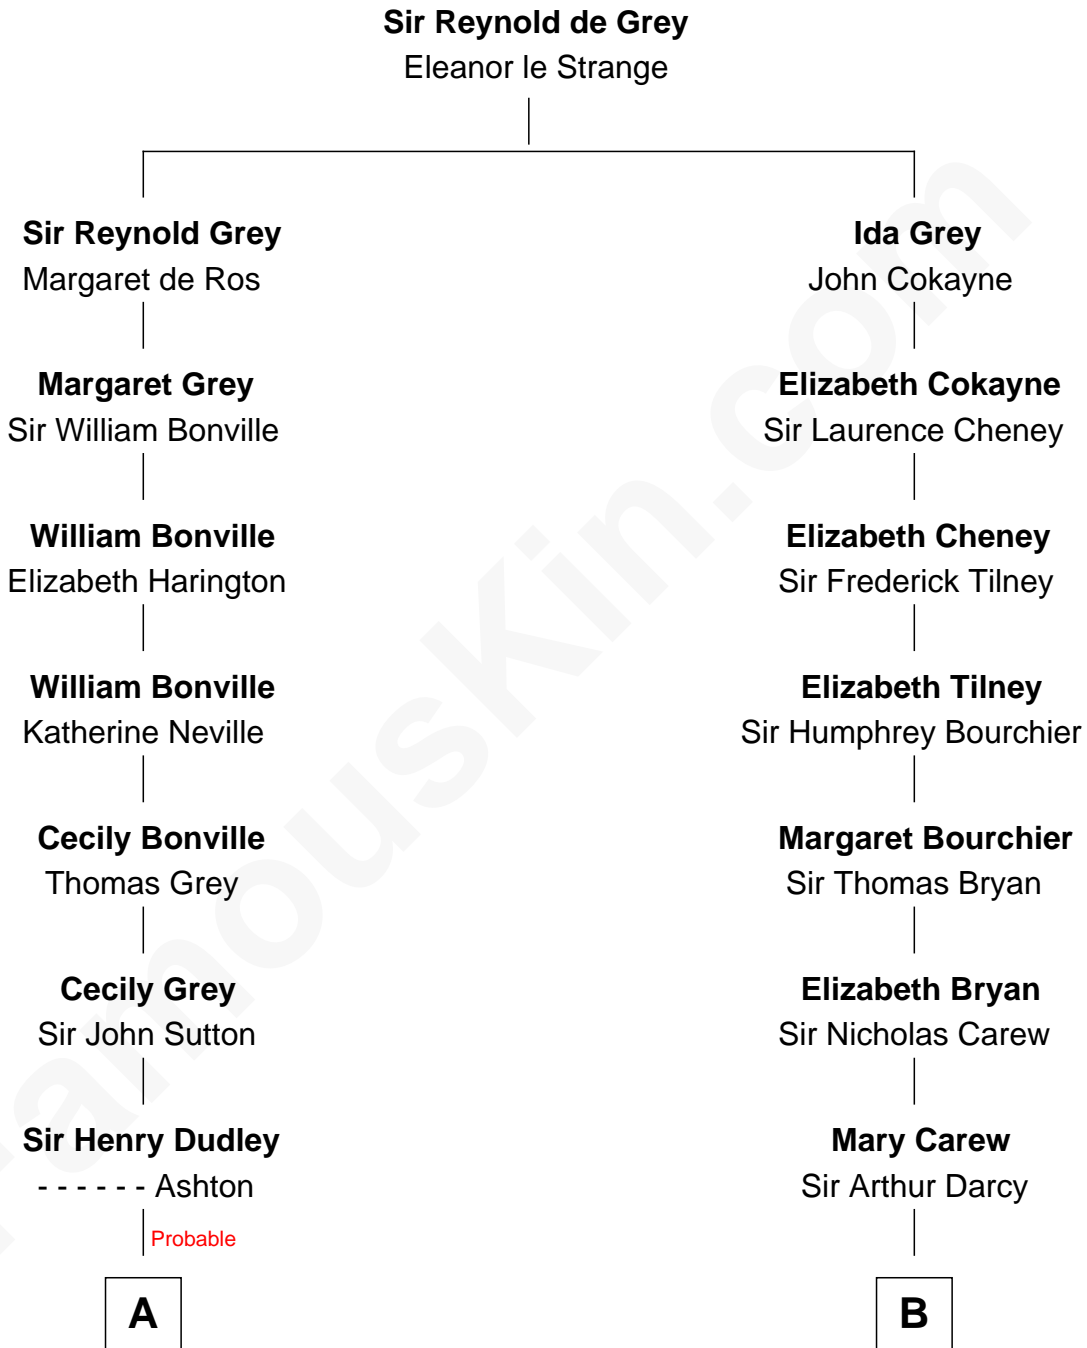 Sir Reynold de Grey
Eleanor le Strange
Sir Reynold Grey
Margaret de Ros
Ida Grey
John Cokayne
Margaret Grey
Sir William Bonville
Elizabeth Cokayne
Sir Laurence Cheney
William Bonville
Elizabeth Harington
Elizabeth Cheney
Sir Frederick Tilney
William Bonville
Katherine Neville
Elizabeth Tilney
Sir Humphrey Bourchier
Cecily Bonville
Thomas Grey
Margaret Bourchier
Sir Thomas Bryan
Cecily Grey
Sir John Sutton
Elizabeth Bryan
Sir Nicholas Carew
Sir Henry Dudley
- - - - - - Ashton
Mary Carew
Sir Arthur Darcy
Probable
A
B
FamousKin.com